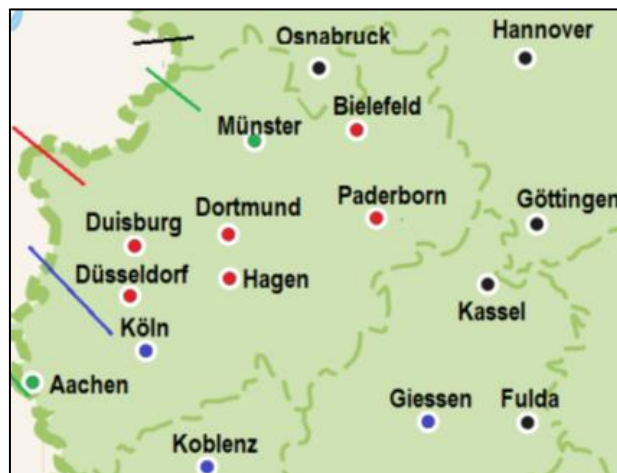 Hannover
Osnabruck
Bielefeld
Münster
Paderborn
Göttingen
Dortmund
Duisburg
Düsseldorf
Hagen
Kassel
Köln
Aachen
Giessen
Fulda
Koblenz